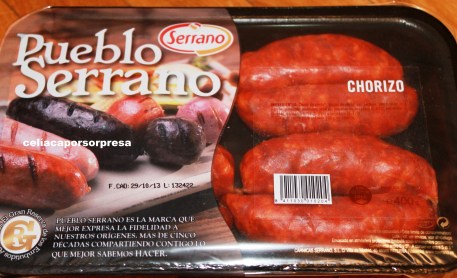 Serrano
Pueblo
Serrano
CHORIZO
celiacaporsorpresa
F. CAD: 29/10/13 L: 132422
PUEBLO SERRANO ES LA MARCA QUE
MEJOR EXPRESA LA FIDELIDAD A
NUESTROS ORÍGENES. MÁS DE CINCO
DÉCADAS COMPARTIENDO CONTIGO LO
QUE MEJOR SABEMOS HACER.